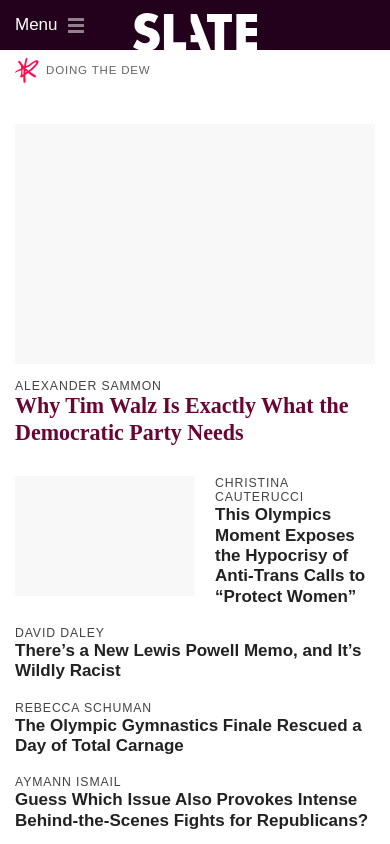 Menu
SLATE
DOING THE DEW
ALEXANDER SAMMON
Why Tim Walz Is Exactly What the
Democratic Party Needs
CHRISTINA
CAUTERUCCI
This Olympics
Moment Exposes
the Hypocrisy of
Anti-Trans Calls to
“Protect Women”
DAVID DALEY
There’s a New Lewis Powell Memo, and It’s
Wildly Racist
REBECCA SCHUMAN
The Olympic Gymnastics Finale Rescued a
Day of Total Carnage
AYMANN ISMAIL
Guess Which Issue Also Provokes Intense
Behind-the-Scenes Fights for Republicans?